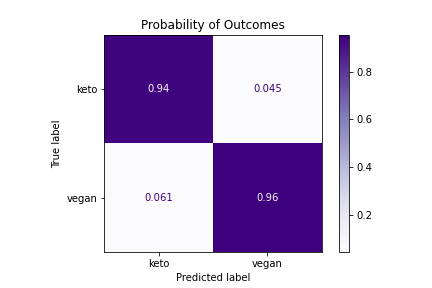 Probability of Outcomes
True label
keto
0.94
0.045
vegan
0.061
0.96
keto
vegan
Predicted label
0.8
0.6
0.4
0.2